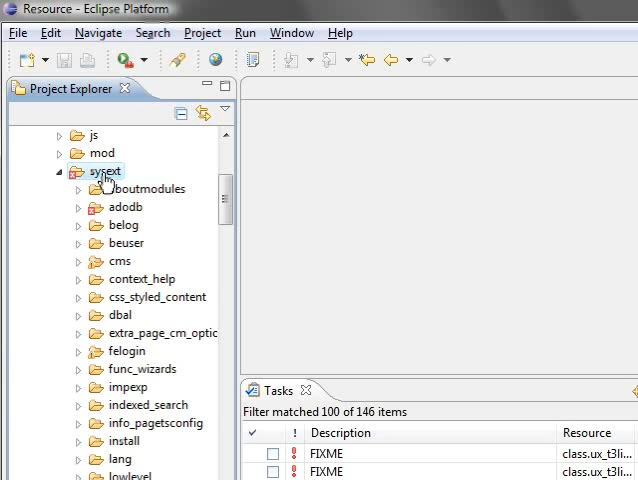 Resource - Eclipse Platform
File Edit Navigate Search Project Run Window Help
Project Explorer
js
mod
sysext
aboutmodules
adodb
belog
beuser
cms
context_help
css_styled_content
dbal
extra_page_cm_optic
felogin
func_wizards
impexp
indexed_search
info_pagetsconfig
install
lang
lowlevel
Tasks
Filter matched 100 of 146 items
! Description Resource
! FIXME class.ux_t3li...
! FIXME class.ux_t3li...